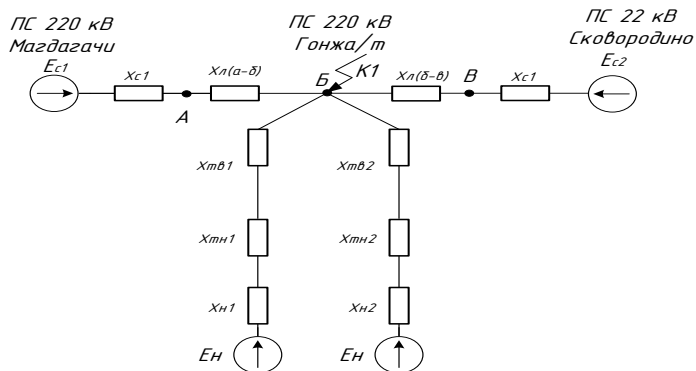 ПС 220 кВ
Магдагачи
Ес1
Хс1
Хл(а-б)
А
ПС 220 кВ
Гонжа/т
К1
Б
Хл(б-в)
В
Хс1
ПС 22 кВ
Сковородино
Ес2
Хтв1
Хтв2
Хтн1
Хтн2
Хн1
Хн2
Ен
Ен